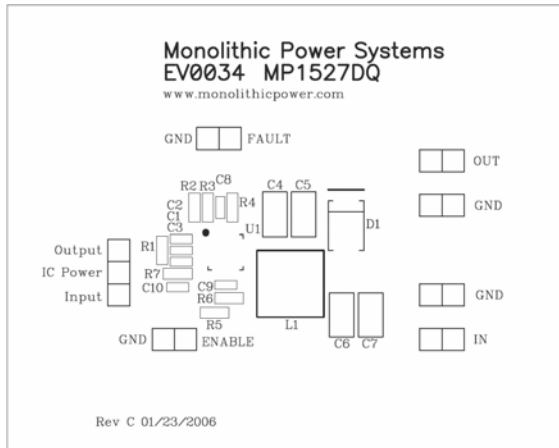 Monolithic Power Systems
EV0034 MP1527DQ
www.monolithicpower.com
GND FAULT
OUT
C8
R2 R3
C4 C5
C2
R4
GND
C1
D1
C3
U1
Output
R1
IC Power
R7
C9
GND
Input
C10
R6
R5
L1
C6 C7
GND ENABLE
IN
Rev C 01/23/2006